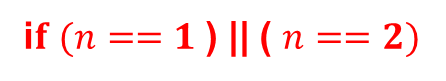 if (n == 1 ) || ( n == 2)